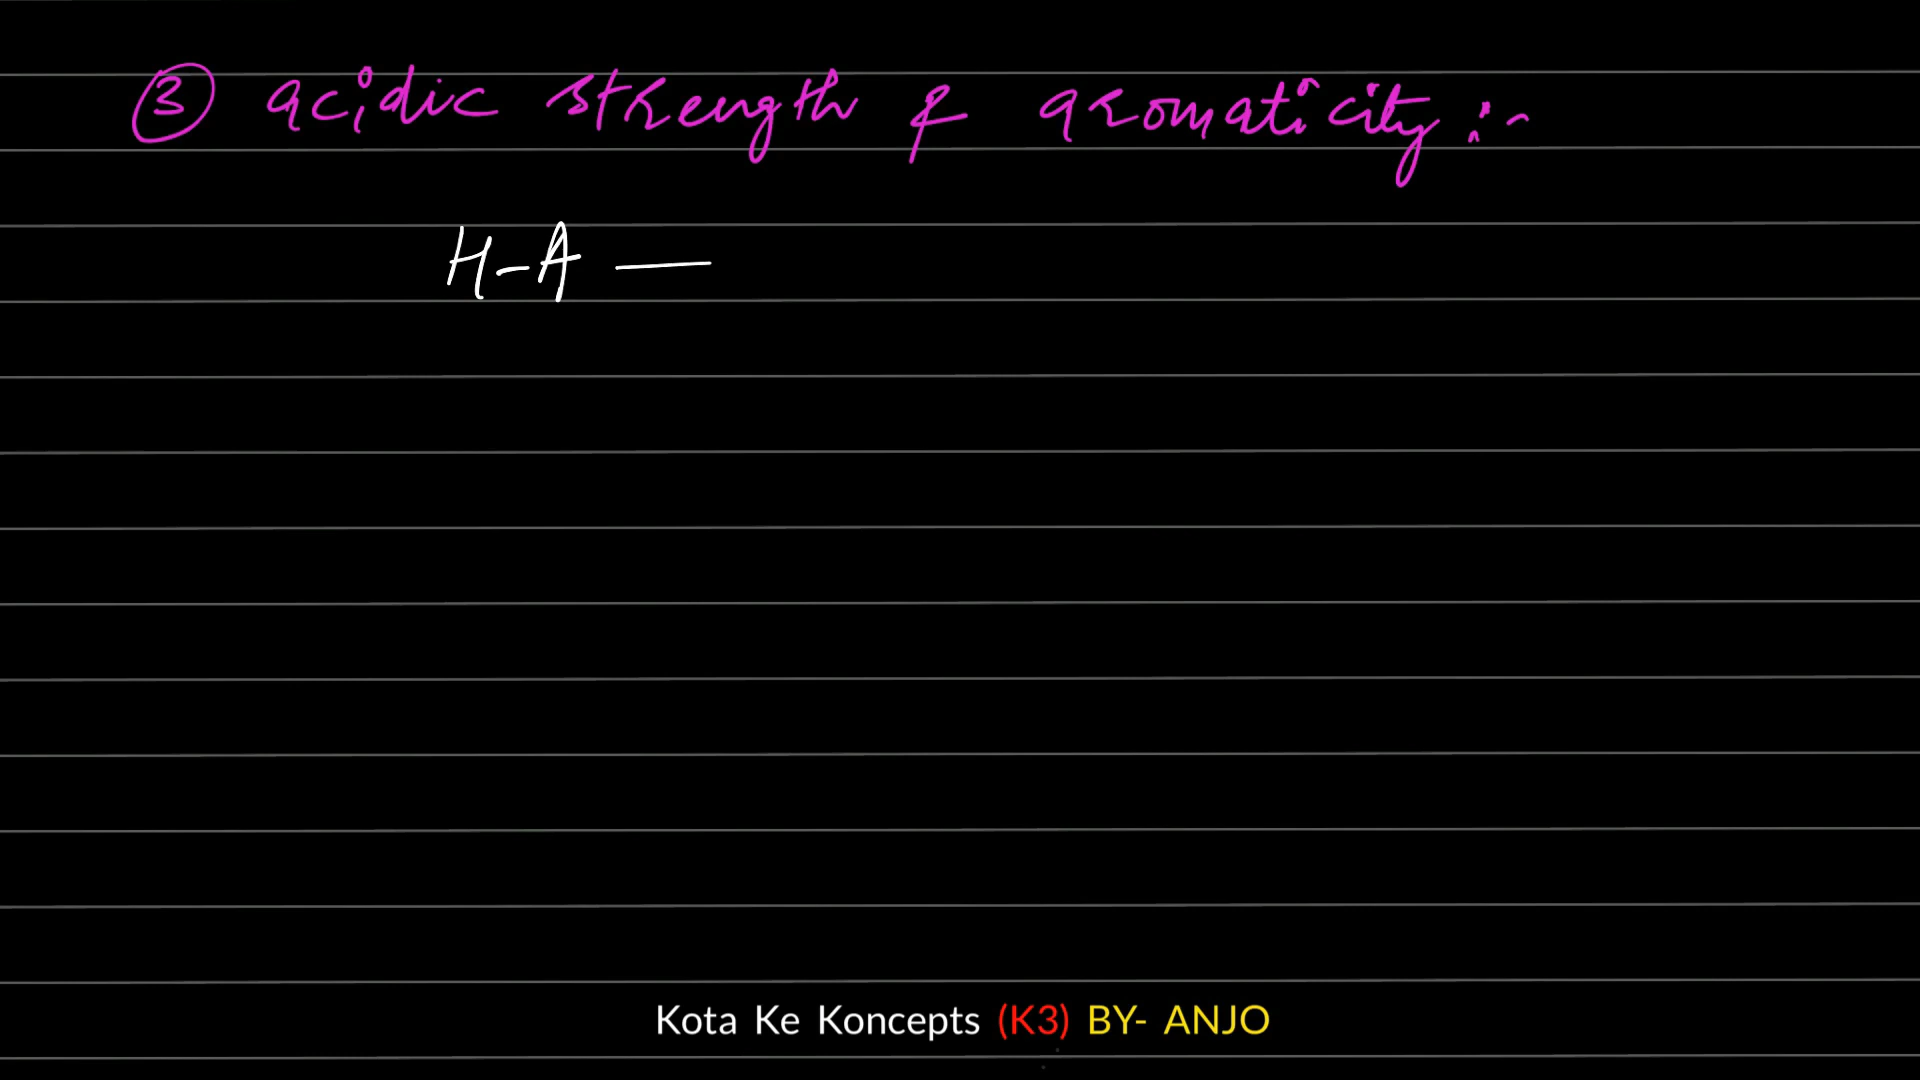 ③ acidic strength & aromaticity :-
H-A —
Kota Ke Koncepts (K3) BY- ANJO